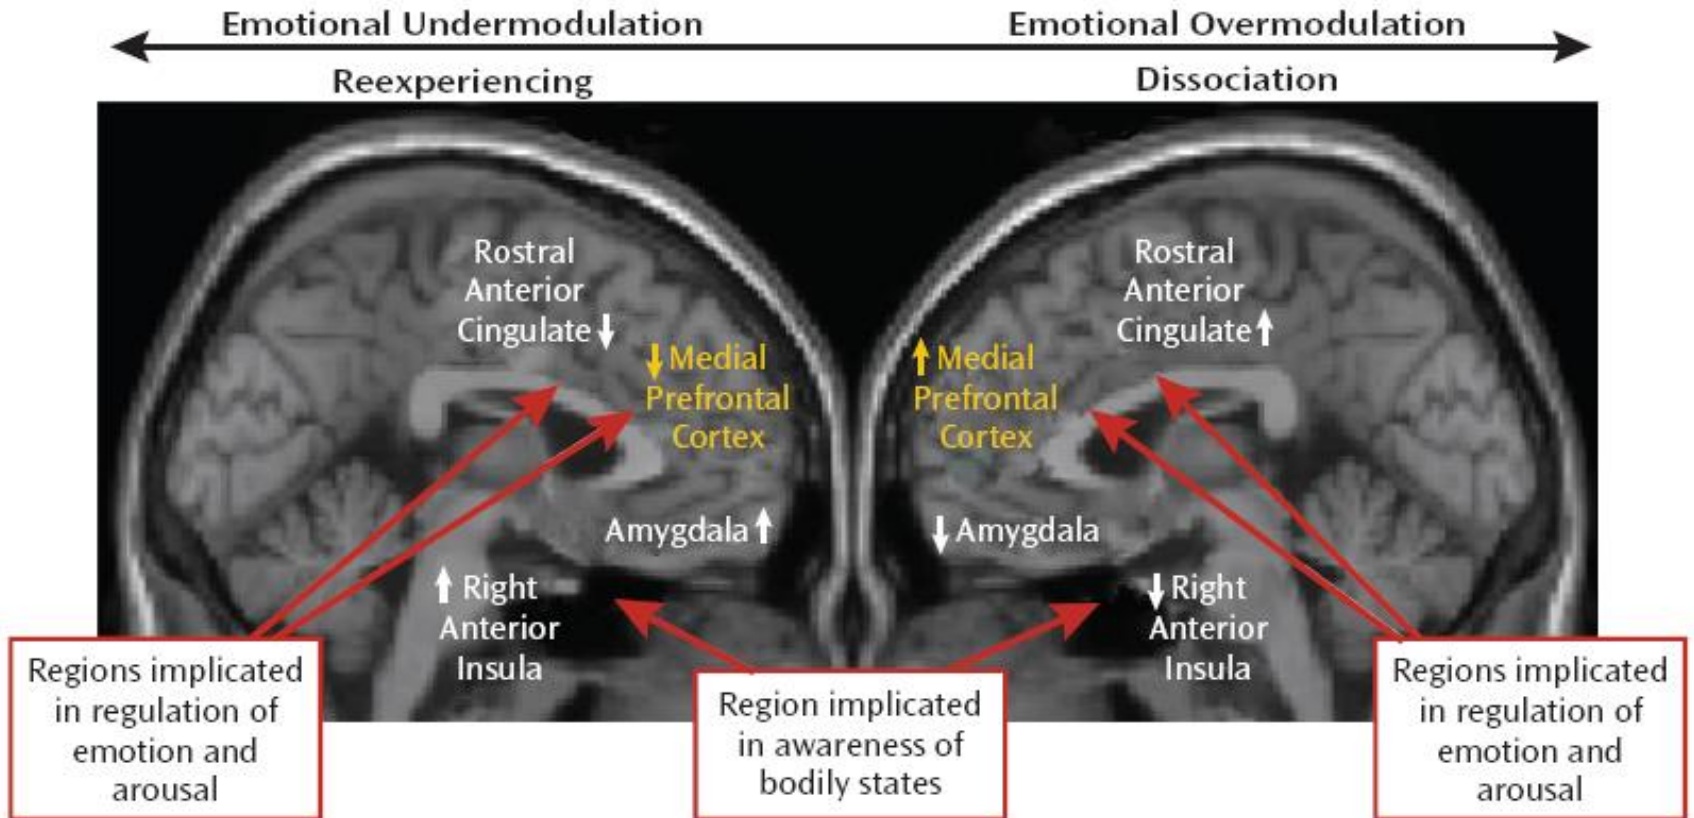 Emotional Undermodulation
Emotional Overmodulation
Reexperiencing
Dissociation
Rostral
Anterior
Cingulate ↓
↓ Medial
Prefrontal
Cortex
Amygdala ↑
↑ Right
Anterior
Insula
Rostral
Anterior
Cingulate ↑
↑ Medial
Prefrontal
Cortex
↓ Amygdala
↓ Right
Anterior
Insula
Regions implicated
in regulation of
emotion and
arousal
Region implicated
in awareness of
bodily states
Regions implicated
in regulation of
emotion and
arousal